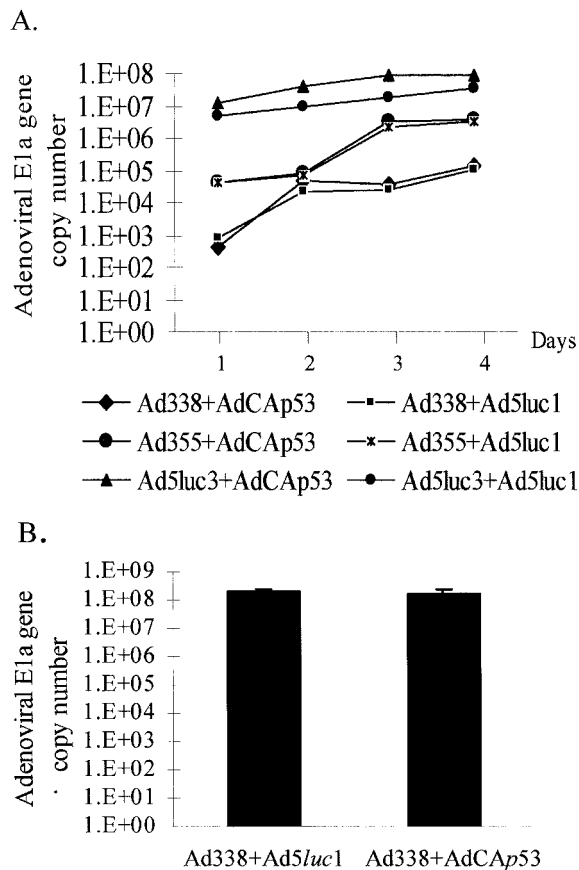 A.
Adenoviral E1a gene
copy number
1.E+08
1.E+07
1.E+06
1.E+05
1.E+04
1.E+03
1.E+02
1.E+01
1.E+00
1 2 3 4 Days
Ad338+AdCAp53 Ad338+Ad5luc1
Ad355+AdCAp53 Ad355+Ad5luc1
Ad5luc3+AdCAp53 Ad5luc3+Ad5luc1
B.
Adenoviral E1a gene
copy number
1.E+09
1.E+08
1.E+07
1.E+06
1.E+05
1.E+04
1.E+03
1.E+02
1.E+01
1.E+00
Ad338+Ad5luc1 Ad338+AdCAp53